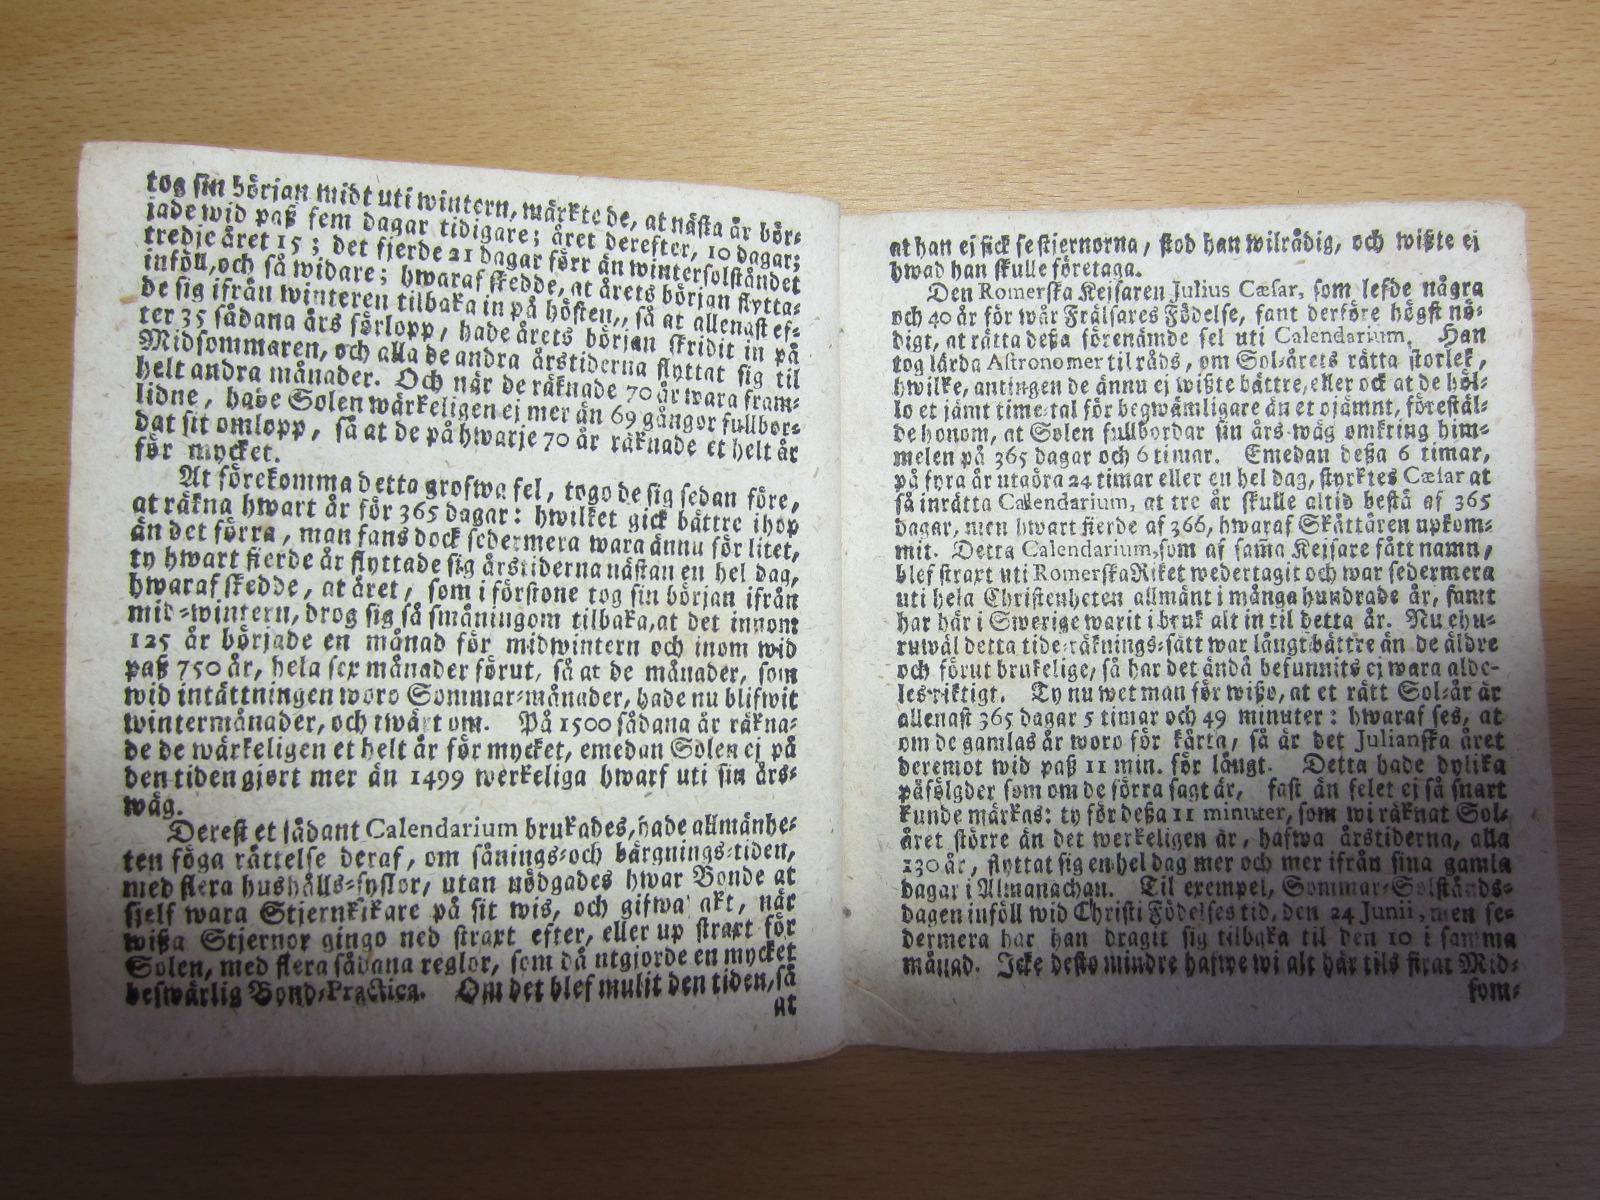 tog sin början midt uti wintern, märkte de, at nästa år bör-
jade wid paß fem dagar tidigare; året derefter, 10 dagar;
tredje året 15; det fjerde 21 dagar förr än wintersolståndet
inföll, och så widare; hwaraf skedde, at årets början flytta-
de sig ifrån winteren tilbaka in på hösten,, så at allenast ef-
ter 35 sådana års förlopp, hade årets början skridit in på
Midsommaren, och alla de andra årstiderna flyttat sig til
helt andra månader. Och när de räknade 70 år wara fram-
lidne, hade Solen wärkeligen ej mer än 69 gångor fullbor-
dat sit omlopp, så at de på hwarje 70 år räknade et helt år
för mycket.
At förekomma detta grofwa fel, togo de sig sedan före,
at räkna hwart år för 365 dagar: hwilket gick bättre ihop
än det förra, man fans dock sedermera wara ännu för litet,
ty hwart fierde år flyttade sig årstiderna nästan en hel dag,
hwaraf skedde, at året, som i förstone tog sin början ifrån
mid-wintern, drog sig så småningom tilbaka, at det innom
125 år började en månad för midwintern och inom wid
paß 750 år, hela sex månader förut, så at de månader, som
wid intättningen woro Sommar-månader, hade nu blifwit
wintermånader, och twärt om. På 1500 sådana år räkna-
de de wärkeligen et helt år för mycket, emedan Solen ej på
den tiden gjort mer än 1499 werkeliga hwarf uti sin års-
wäg.
Derest et sådant Calendarium brukades, hade allmänhe-
ten föga rättelse deraf, om sånings- och bärgnings-tiden,
med flera hushålls-syslor, utan nödgades hwar Bonde at
sjelf wara Stjernkikare på sit wis, och gifwa akt, när
wißa Stjernor gingo ned straxt efter, eller up straxt för
Solen, med flera sådana reglor, som då utgjorde en mycket
beswärlig Bond-Practica. Om det blef mulit den tiden, så
at
at han ej fick se stjernorna, stod han wilrådig, och wißte ej
hwad han skulle företaga.
Den Romerska Kejsaren Julius Cæsar, som lefde några
och 40 år för wår Frälsares Födelse, fant derföre högst nö-
digt, at rätta deßa förenämde fel uti Calendarium. Han
tog lärda Astronomer til råds, om Sol-årets rätta storlek,
hwilke, antingen de ännu ej wißte bättre, eller ock at de höl-
lo et jämt time-tal för beqwämligare än et ojämnt, förestäl-
de honom, at Solen fullbordar sin års-wäg omkring him-
melen på 365 dagar och 6 timar. Emedan deßa 6 timar,
på fyra år utgöra 24 timar eller en hel dag, styrktes Cæsar at
så inrätta Calendarium, at tre år skulle altid bestå af 365
dagar, men hwart fierde af 366, hwaraf Skåttåren upkom-
mit. Detta Calendarium, som af sam̃a Kejsare fått namn,
blef straxt uti Romerska Riket wedertagit och war sedermera
uti hela Christenheten allmänt i många hundrade år, samt
har här i Swerige warit i bruk alt in til detta år. Nu ehu-
ruwäl detta tide-räknings-sätt war långt bättre än de äldre
och förut brukelige, så har det ändå befunnits ej wara alde-
les riktigt. Ty nu wet man för wißo, at et rätt Sol-år är
allenast 365 dagar 5 timar och 49 minuter: hwaraf ses, at
om de gamlas år woro för kårta, så är det Julianska året
deremot wid paß 11 min. för långt. Detta hade dylika
påfölgder som om de förra sagt är, fast än felet ej så snart
kunde märkas: ty för deßa 11 minuter, som wi räknat Sol-
året större än det werkeligen är, hafwa årstiderna, alla
130 år, flyttat sig en hel dag mer och mer ifrån sina gamla
dagar i Almanachan. Til exempel, Sommar-Solstånds-
dagen inföll wid Christi Födelses tid, den 24 Junii, men se-
dermera har han dragit sig tilbaka til den 10 i samma
månad. Icke desto mindre hafwe wi alt här tils firat Mid-
som-